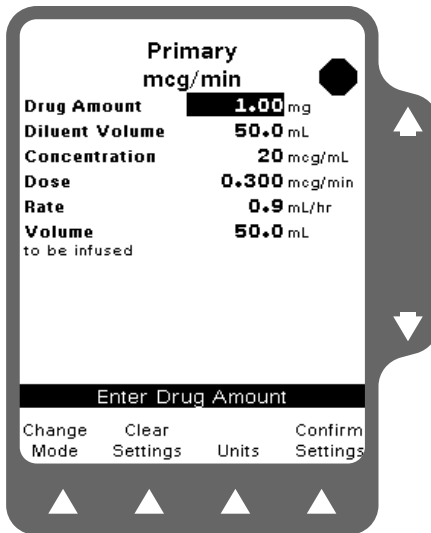 Primary
mcg/min
Drug Amount 1.00 mg
Diluent Volume 50.0 mL
Concentration 20 mcg/mL
Dose 0.300 mcg/min
Rate 0.9 mL/hr
Volume 50.0 mL
to be infused
Enter Drug Amount
Change Mode Clear Settings Units Confirm Settings